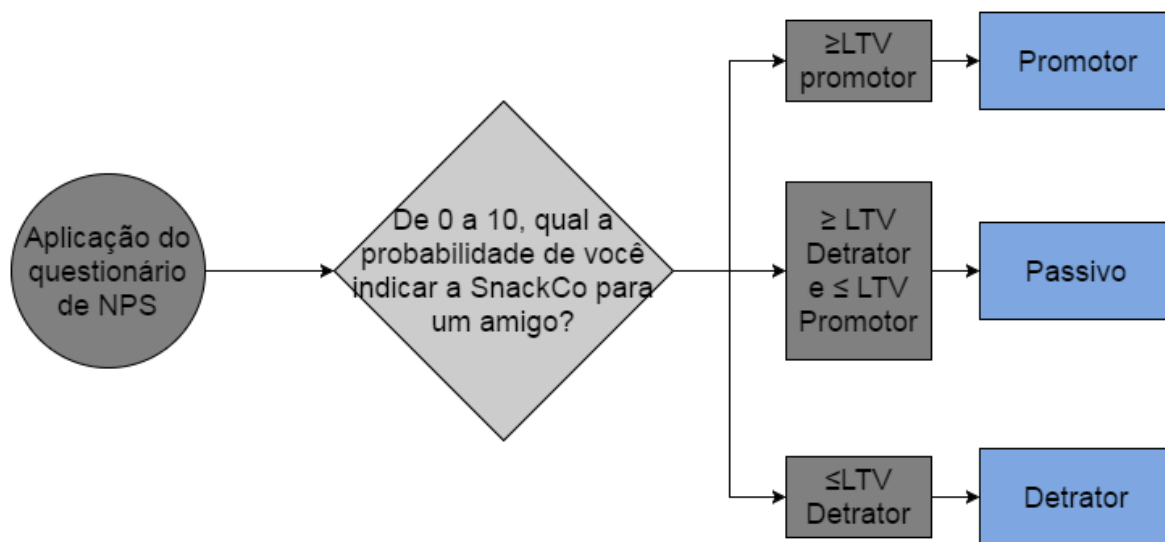 Aplicação do
questionário
de NPS
De 0 a 10, qual a
probabilidade de você
indicar a SnackCo para
um amigo?
≥LTV
promotor
Promotor
≥ LTV
Detrator
e ≤ LTV
Promotor
Passivo
≤LTV
Detrator
Detrator